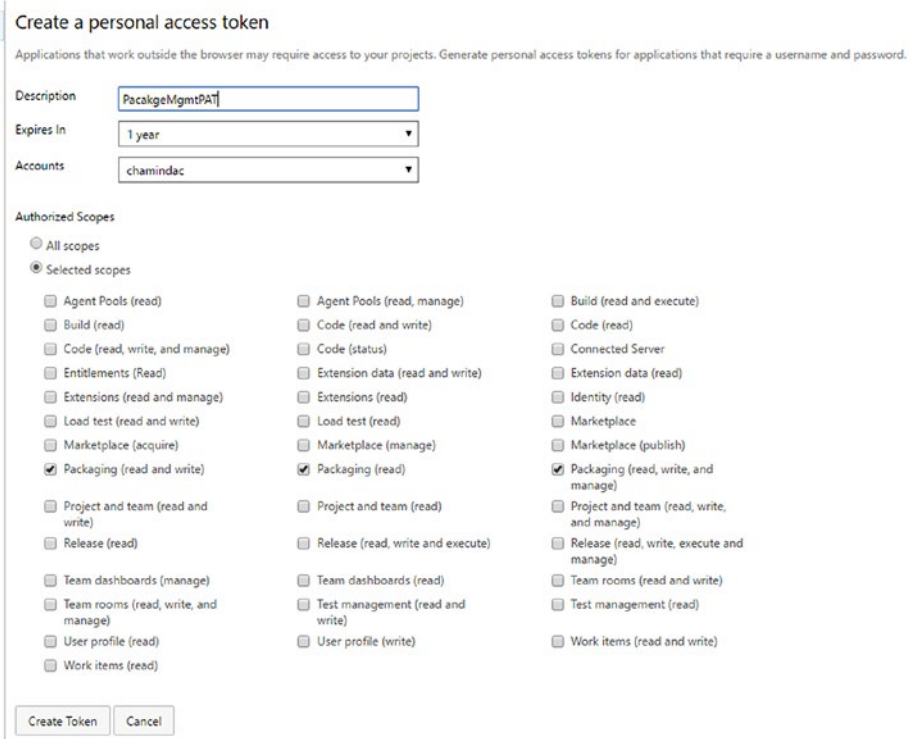 Create a personal access token
Applications that work outside the browser may require access to your projects. Generate personal access tokens for applications that require a username and password.
Description PacakgeMgmtPAT
Expires In 1 year
Accounts chamindac
Authorized Scopes
All scopes
Selected scopes
Agent Pools (read) Agent Pools (read, manage) Build (read and execute)
Build (read) Code (read and write) Code (read)
Code (read, write, and manage) Code (status) Connected Server
Entitlements (Read) Extension data (read and write) Extension data (read)
Extensions (read and manage) Extensions (read) Identity (read)
Load test (read and write) Load test (read) Marketplace
Marketplace (acquire) Marketplace (manage) Marketplace (publish)
Packaging (read and write) Packaging (read) Packaging (read, write, and
manage)
Project and team (read and Project and team (read) Project and team (read, write,
write) and manage)
Release (read) Release (read, write and execute) Release (read, write, execute and
manage)
Team dashboards (manage) Team dashboards (read) Team rooms (read and write)
Team rooms (read, write, and Test management (read and Test management (read)
manage) write)
User profile (read) User profile (write) Work items (read and write)
Work items (read)
Create Token Cancel